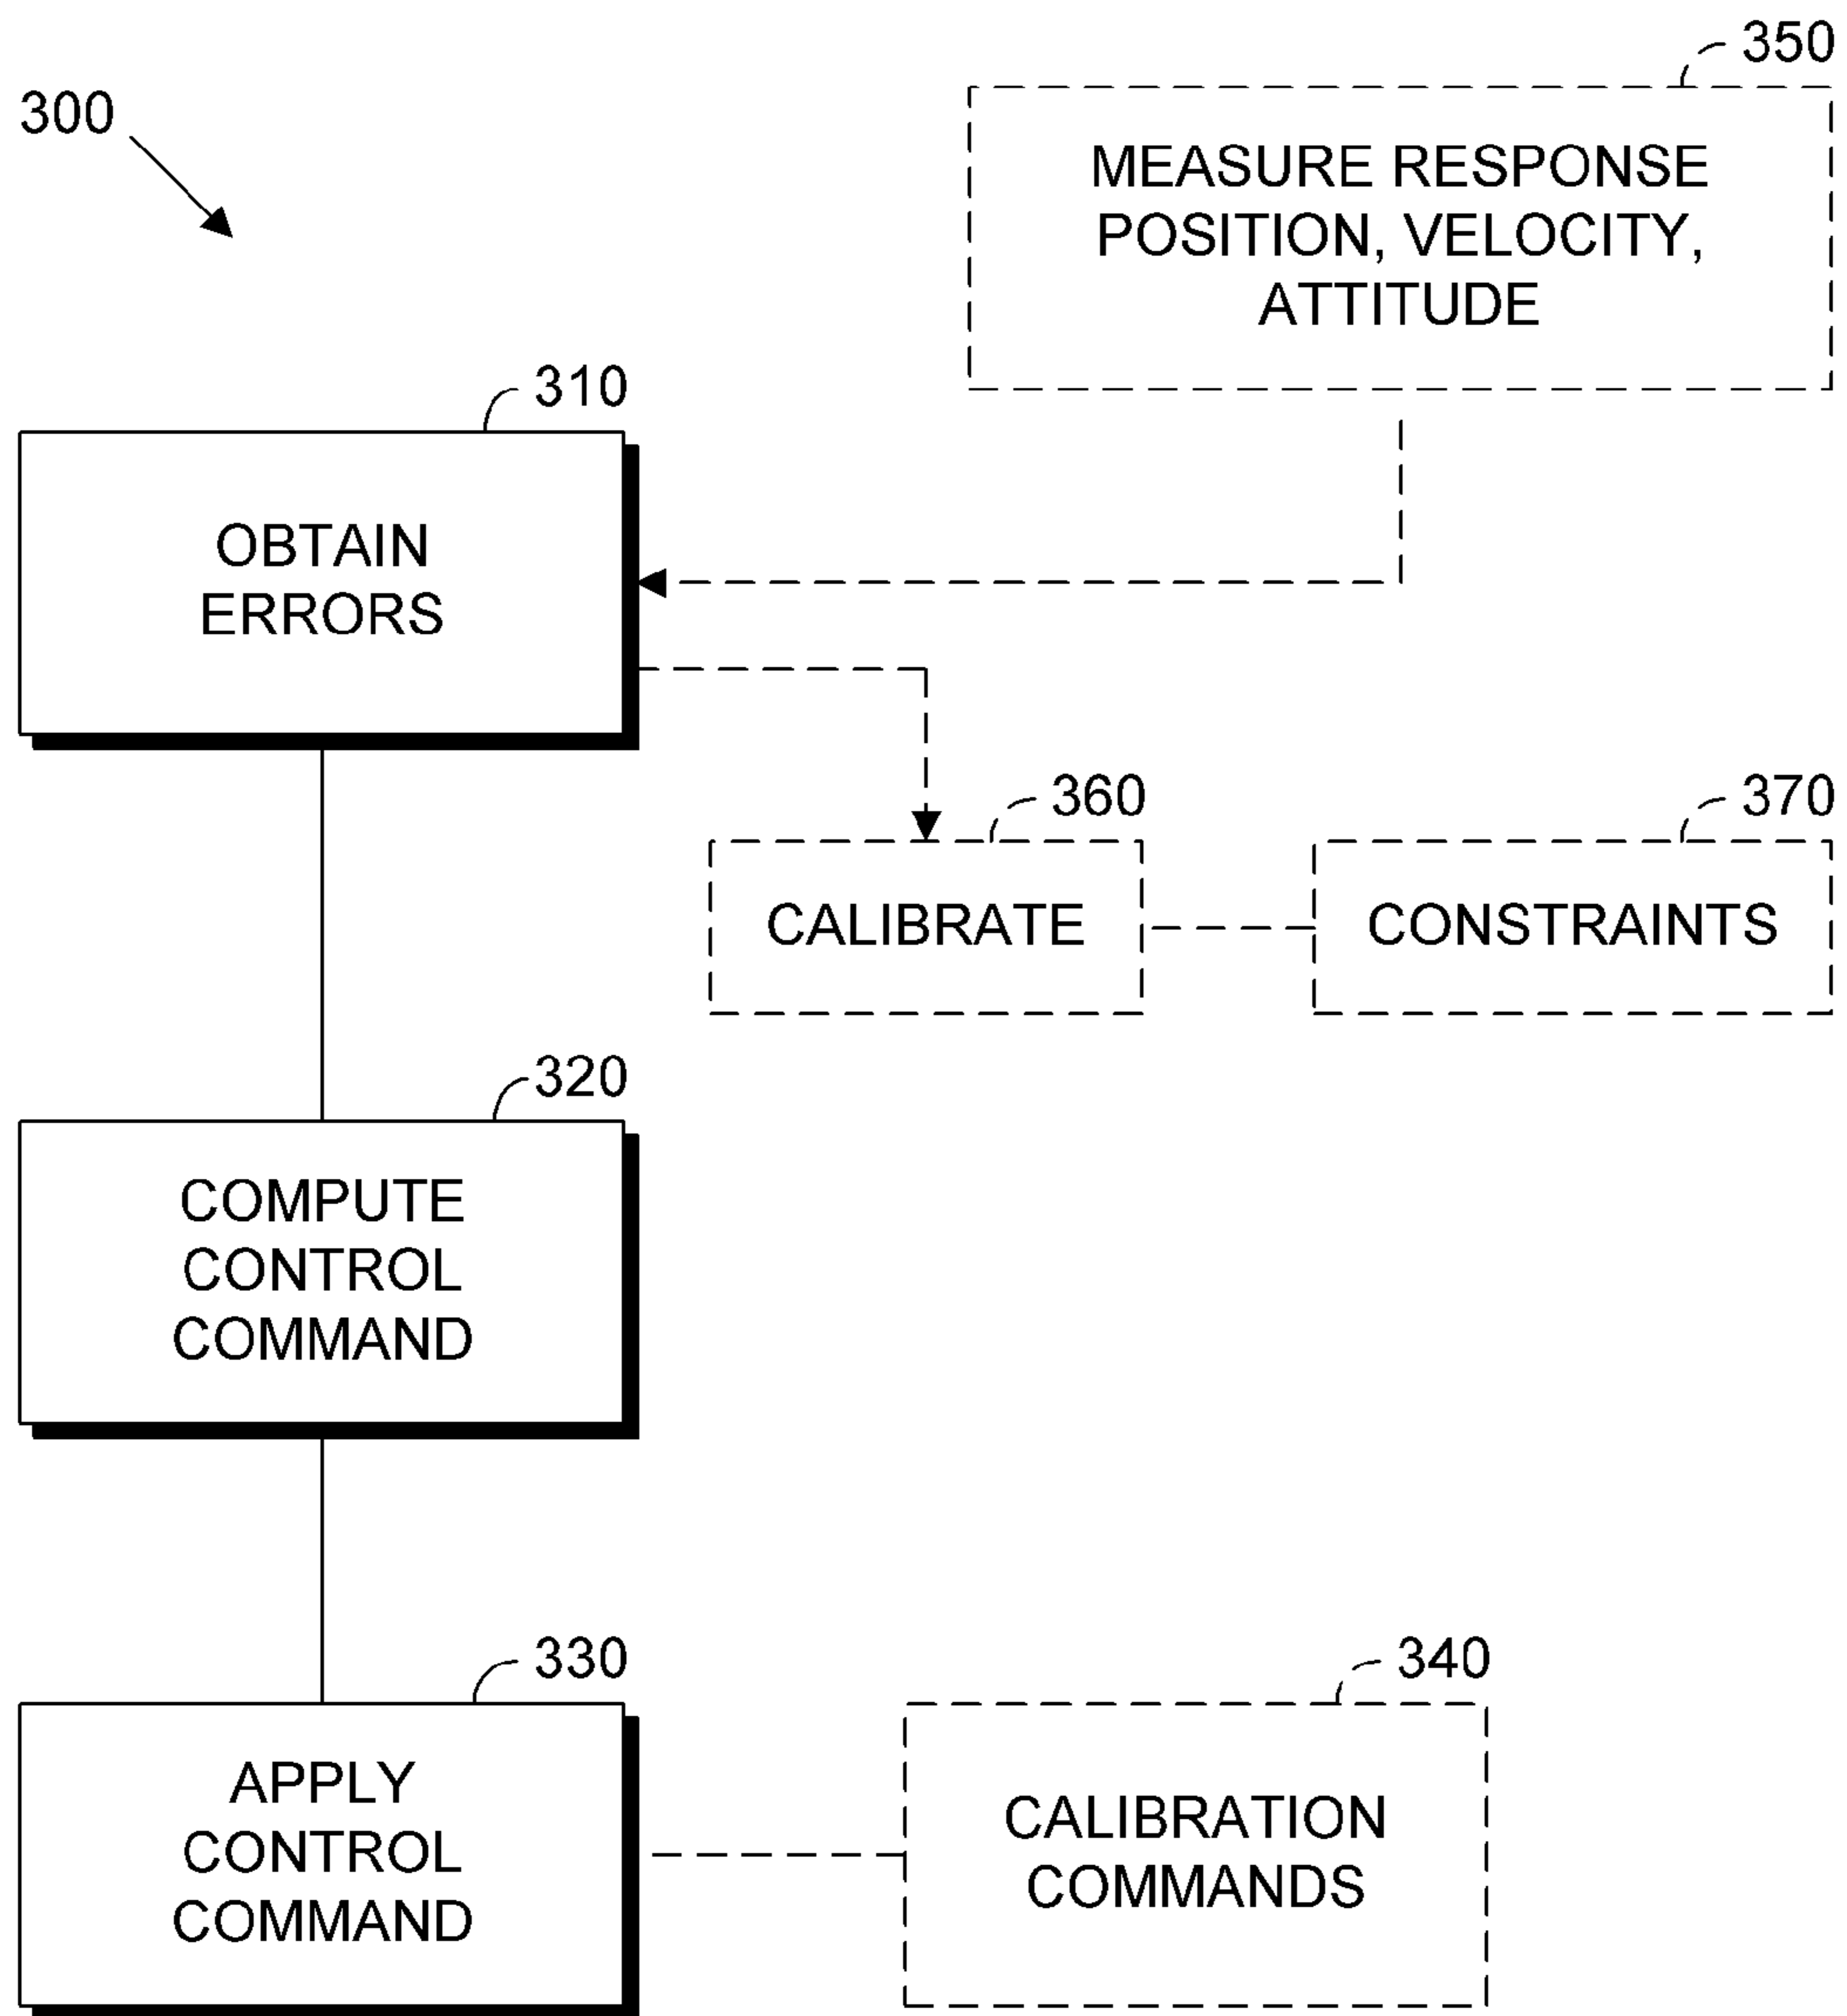 350
300
MEASURE RESPONSE
POSITION, VELOCITY,
ATTITUDE
310
OBTAIN
ERRORS
360
370
CALIBRATE
CONSTRAINTS
320
COMPUTE
CONTROL
COMMAND
330
340
APPLY
CONTROL
COMMAND
CALIBRATION
COMMANDS